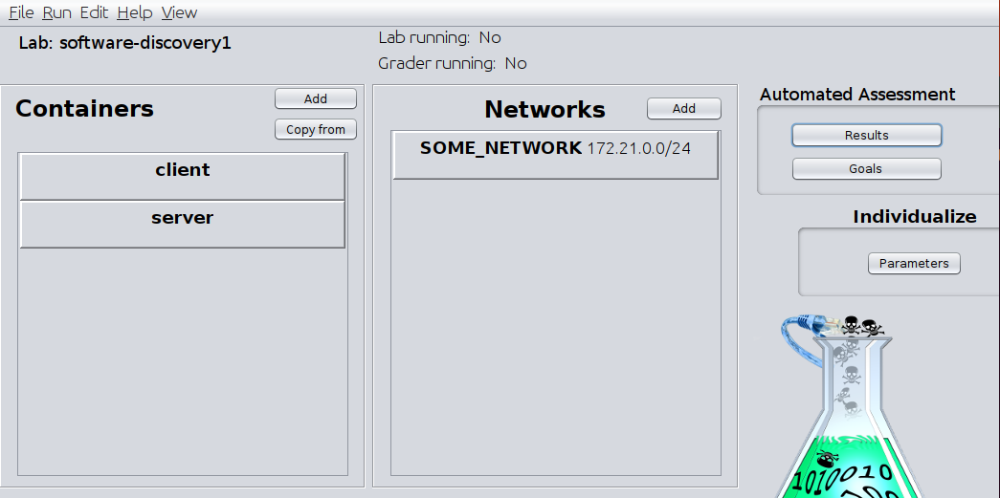 File Run Edit Help View
Lab: software-discovery1
Lab running: No
Grader running: No
Containers
Add
Copy from
client
server
Networks
Add
SOME_NETWORK 172.21.0.0/24
Automated Assessment
Results
Goals
Individualize
Parameters
1010010